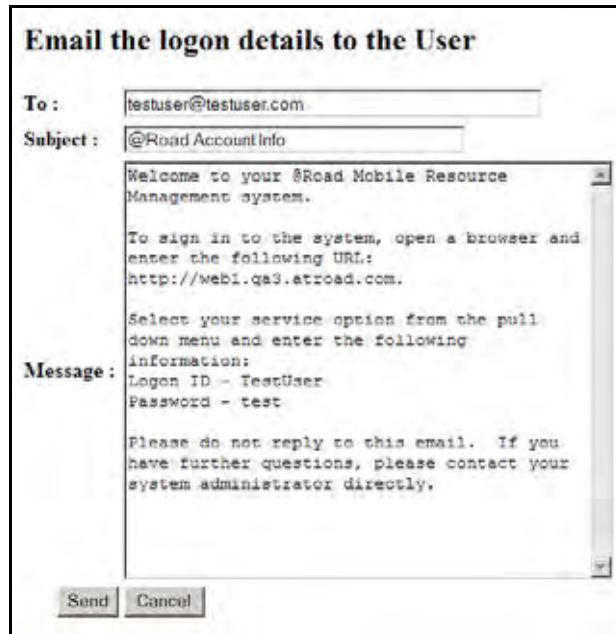 Email the logon details to the User
To : testuser@testuser.com
Subject : @Road Account Info
Welcome to your @Road Mobile Resource
Management system.
To sign in to the system, open a browser and
enter the following URL:
http://web1.qa3.atroad.com.
Select your service option from the pull
down menu and enter the following
information:
Message :
Logon ID - TestUser
Password - test
Please do not reply to this email.  If you
have further questions, please contact your
system administrator directly.
Send Cancel